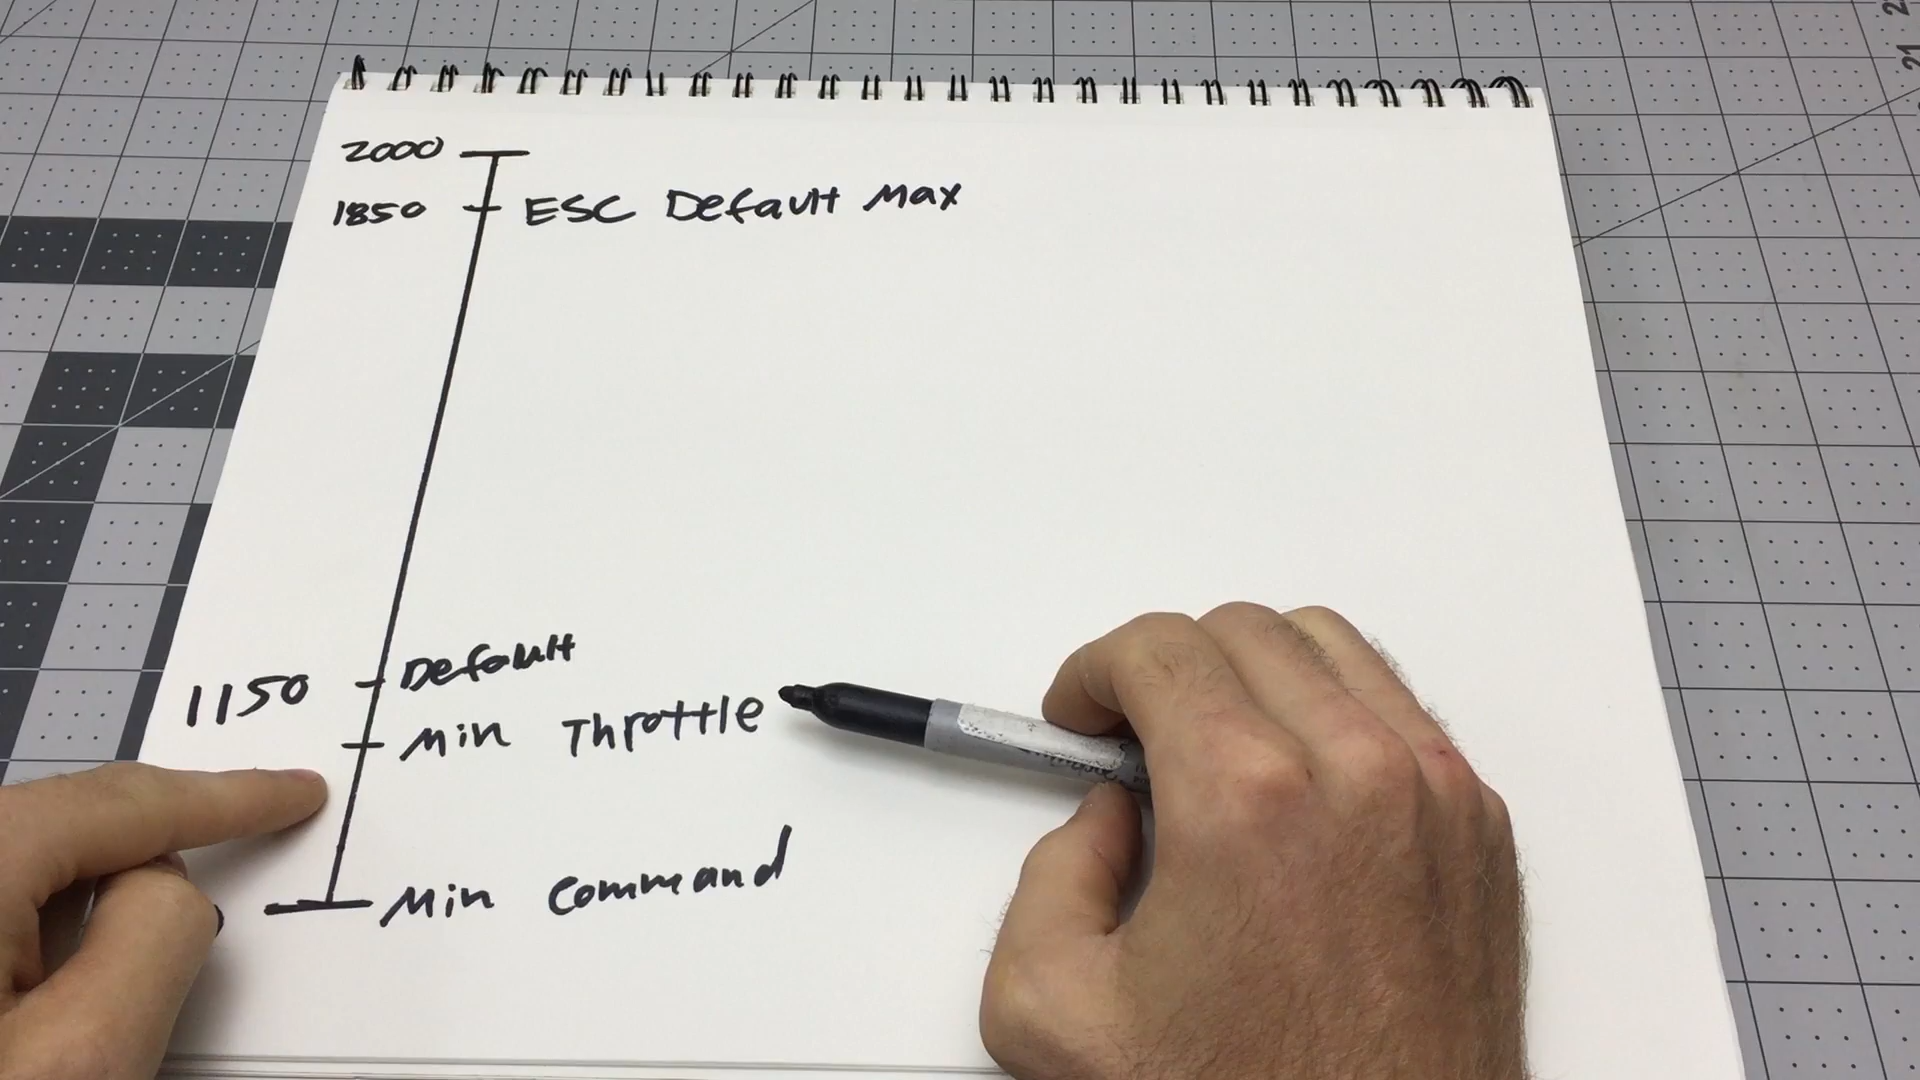 2000
1850 ESC Default Max
1150 Default
Min Throttle
Min Command